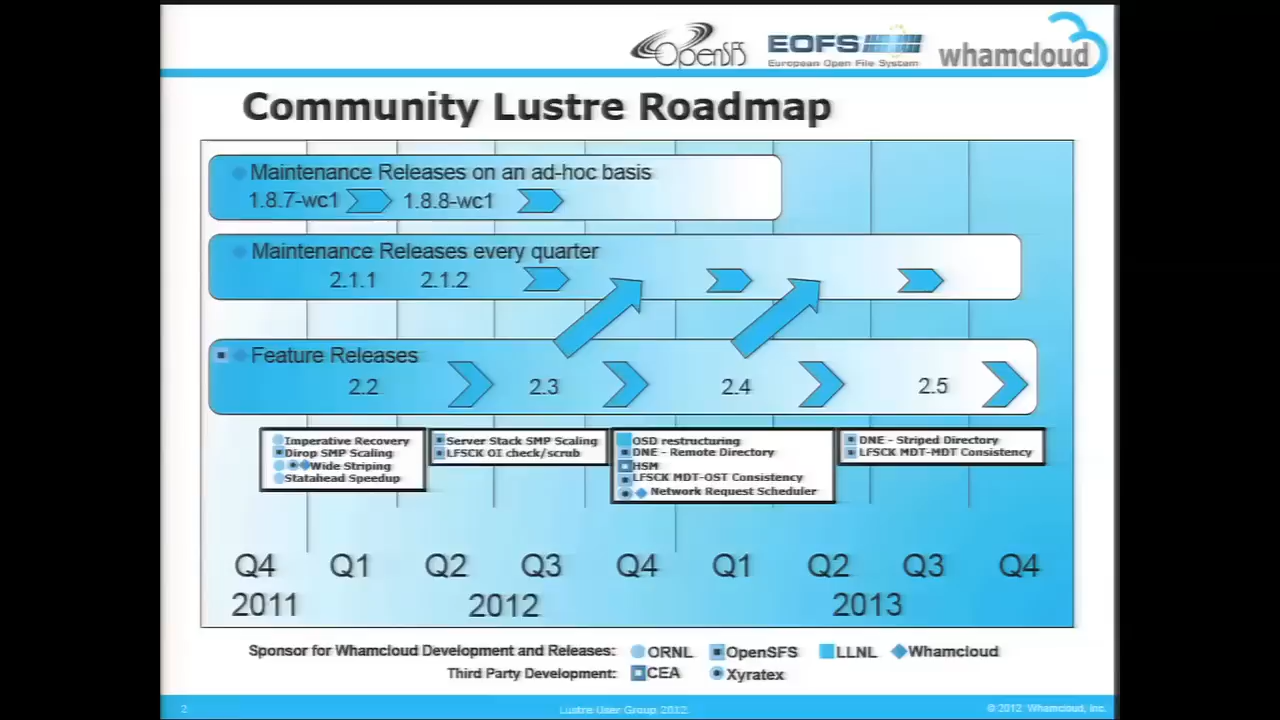 OpenSFS
EOFS
European Open File System
whamcloud
Community Lustre Roadmap
Maintenance Releases on an ad-hoc basis
1.8.7-wc1 1.8.8-wc1
Maintenance Releases every quarter
2.1.1 2.1.2
Feature Releases
2.2 2.3 2.4 2.5
Imperative Recovery
Dirop SMP Scaling
Wide Striping
Statahead Speedup
Server Stack SMP Scaling
LFSCK OI check/scrub
OSD restructuring
DNE - Remote Directory
HSM
LFSCK MDT-OST Consistency
Network Request Scheduler
DNE - Striped Directory
LFSCK MDT-MDT Consistency
Q4 Q1 Q2 Q3 Q4 Q1 Q2 Q3 Q4
2011 2012 2013
Sponsor for Whamcloud Development and Releases: ORNL OpenSFS LLNL Whamcloud
Third Party Development: CEA Xyratex
2 Lustre User Group 2012 © 2012 Whamcloud, Inc.